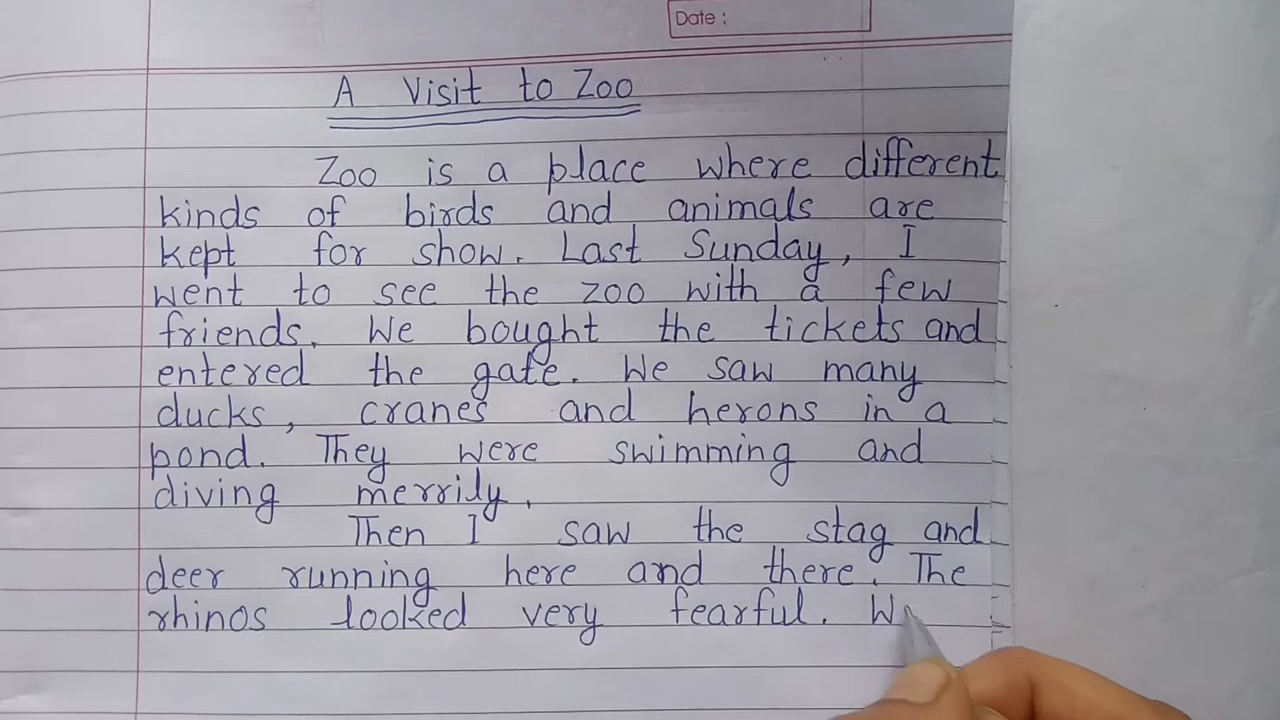 Date :
A Visit to Zoo
Zoo is a place where different
kinds of birds and animals are
kept for show. Last Sunday, I
went to see the zoo with a few
friends. We bought the tickets and
entered the gate. We saw many
ducks, cranes and herons in a
pond. They were swimming and
diving merrily.
Then I saw the stag and
deer running here and there. The
rhinos looked very fearful. W